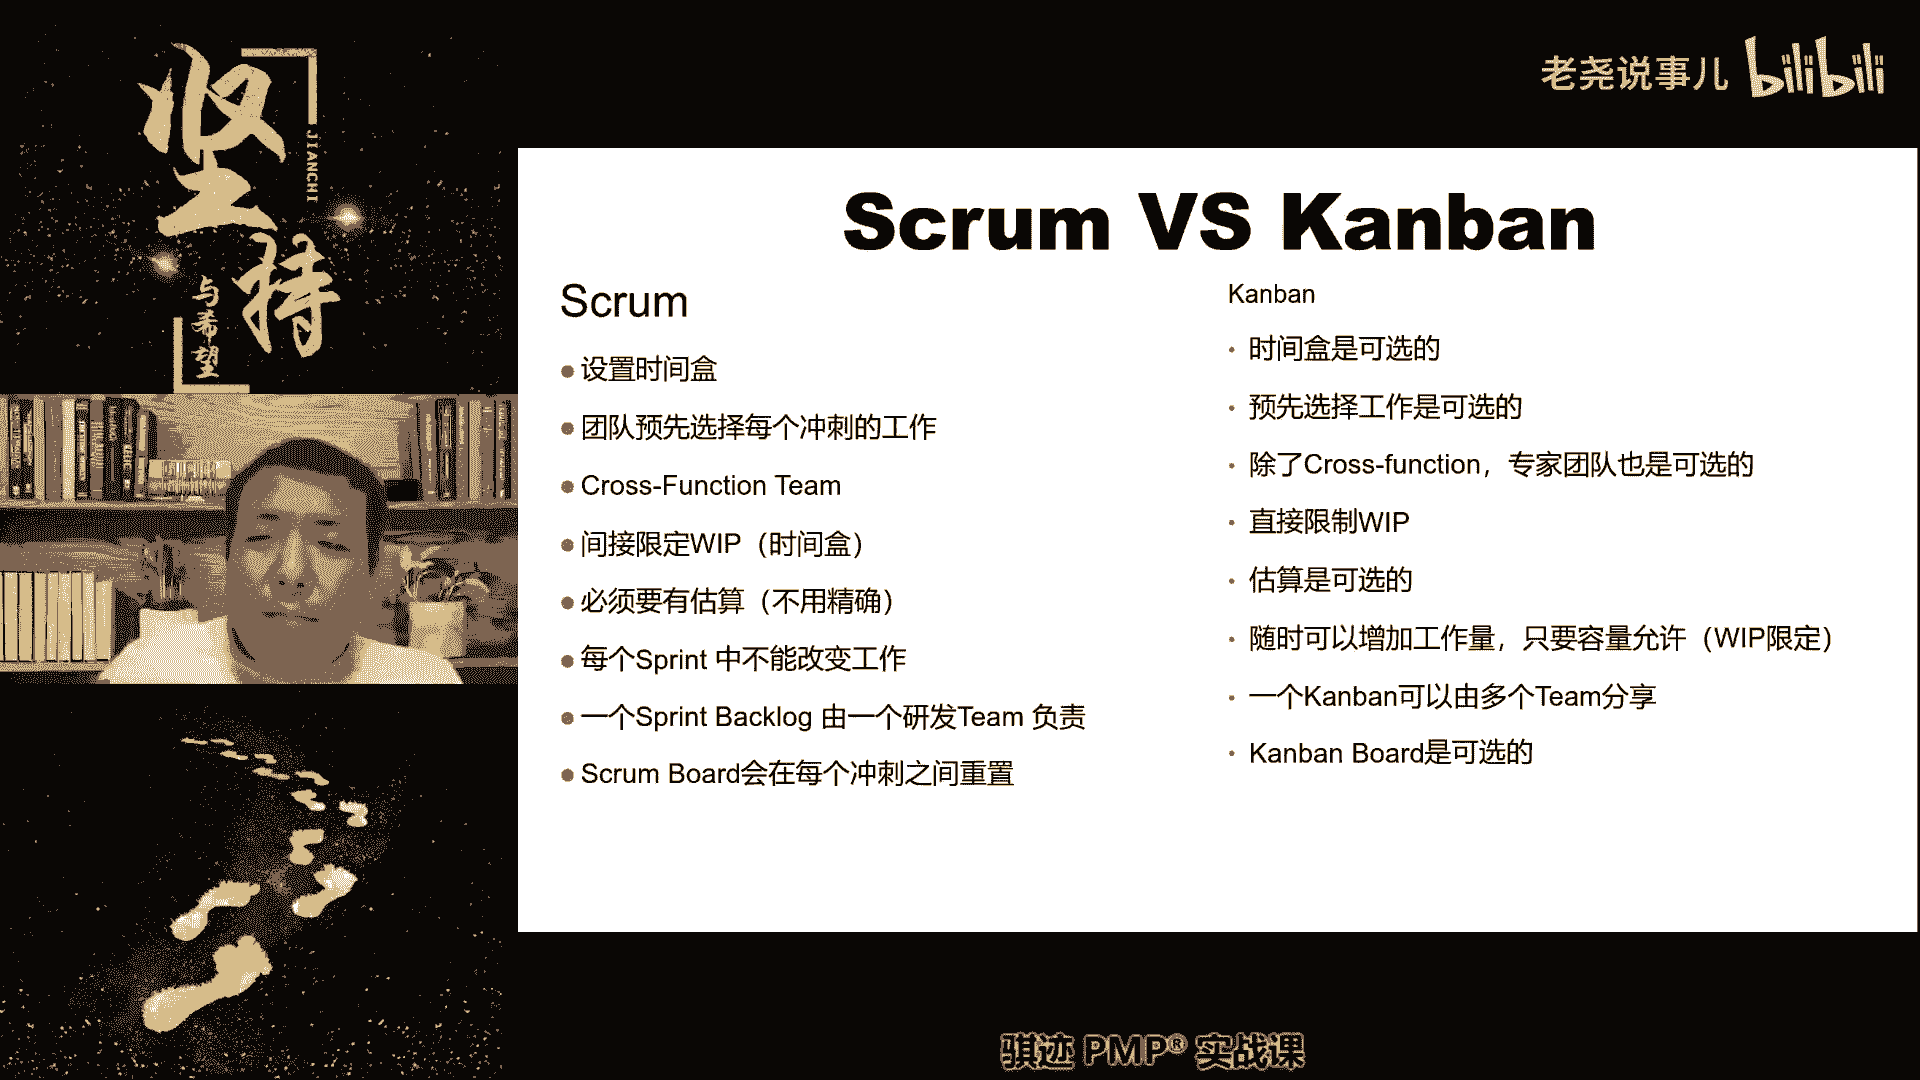 坚持
JIANCHI
与希望
老尧说事儿 bilibili
Scrum VS Kanban
Scrum
设置时间盒
团队预先选择每个冲刺的工作
Cross-Function Team
间接限定WIP（时间盒）
必须要有估算（不用精确）
每个Sprint 中不能改变工作
一个Sprint Backlog 由一个研发Team 负责
Scrum Board会在每个冲刺之间重置
Kanban
时间盒是可选的
预先选择工作是可选的
除了Cross-function，专家团队也是可选的
直接限制WIP
估算是可选的
随时可以增加工作量，只要容量允许（WIP限定）
一个Kanban可以由多个Team分享
Kanban Board是可选的
骐迹 PMP® 实战课